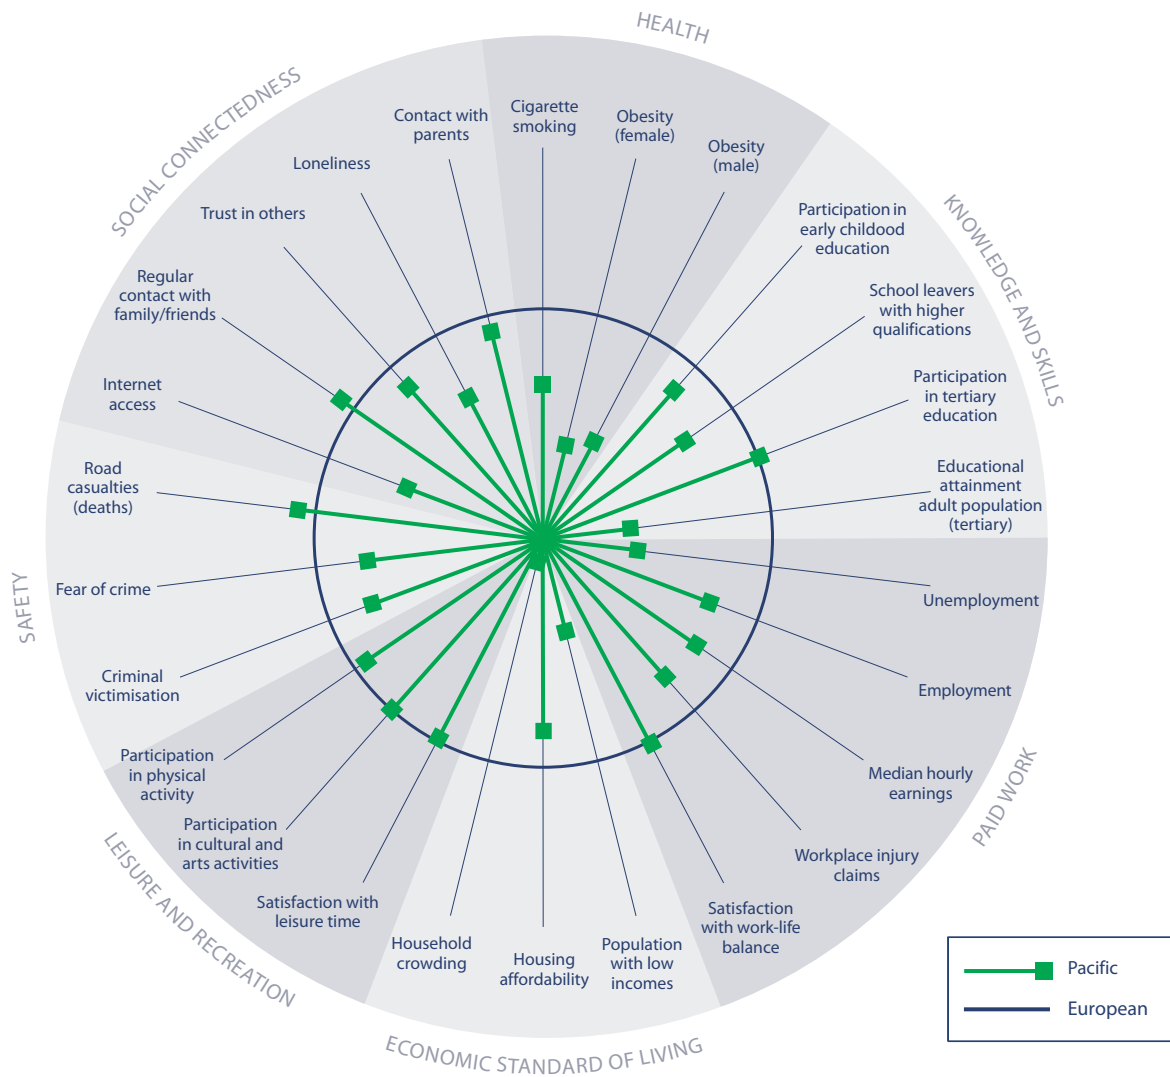 HEALTH
Cigarette
smoking
Obesity
(female)
Obesity
(male)
KNOWLEDGE AND SKILLS
Participation in
early childhood
education
School leavers
with higher
qualifications
Participation
in tertiary
education
Educational
attainment
adult population
(tertiary)
PAID WORK
Unemployment
Employment
Median hourly
earnings
Workplace injury
claims
Satisfaction
with work-life
balance
ECONOMIC STANDARD OF LIVING
Population
with low
incomes
Housing
affordability
Household
crowding
LEISURE AND RECREATION
Satisfaction with
leisure time
Participation
in cultural and
arts activities
Participation
in physical
activity
SAFETY
Criminal
victimisation
Fear of crime
Road
casualties
(deaths)
SOCIAL CONNECTEDNESS
Internet
access
Regular
contact with
family/friends
Trust in others
Loneliness
Contact with
parents
Pacific
European